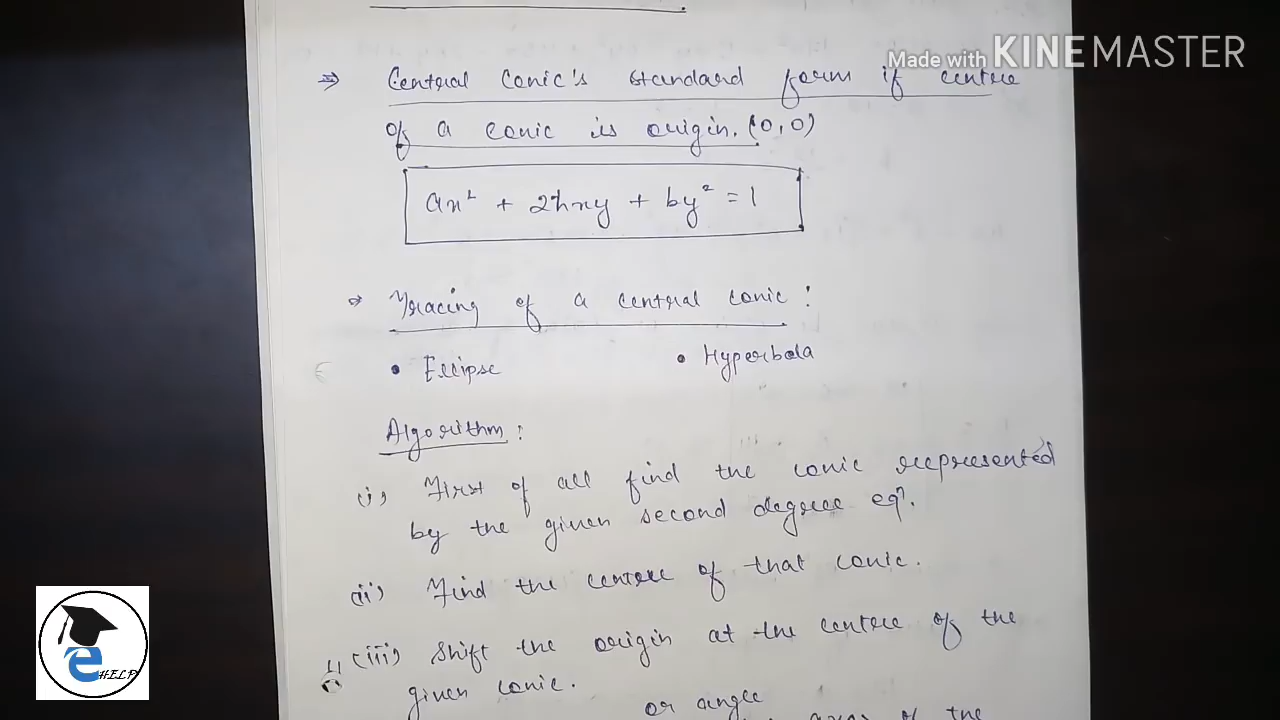 Made with KINEMASTER
⇒ Central Conic's standard form if centre
of a conic is origin. (0,0)
ax² + 2hxy + by² = 1
⇒ Tracing of a central conic :
• Ellipse • Hyperbola
Algorithm :
(i), First of all find the conic represented
by the given second degree eqn.
(ii), Find the centre of that conic.
(iii), Shift the origin at the centre of the
given conic.
or angle
of the
e HELP